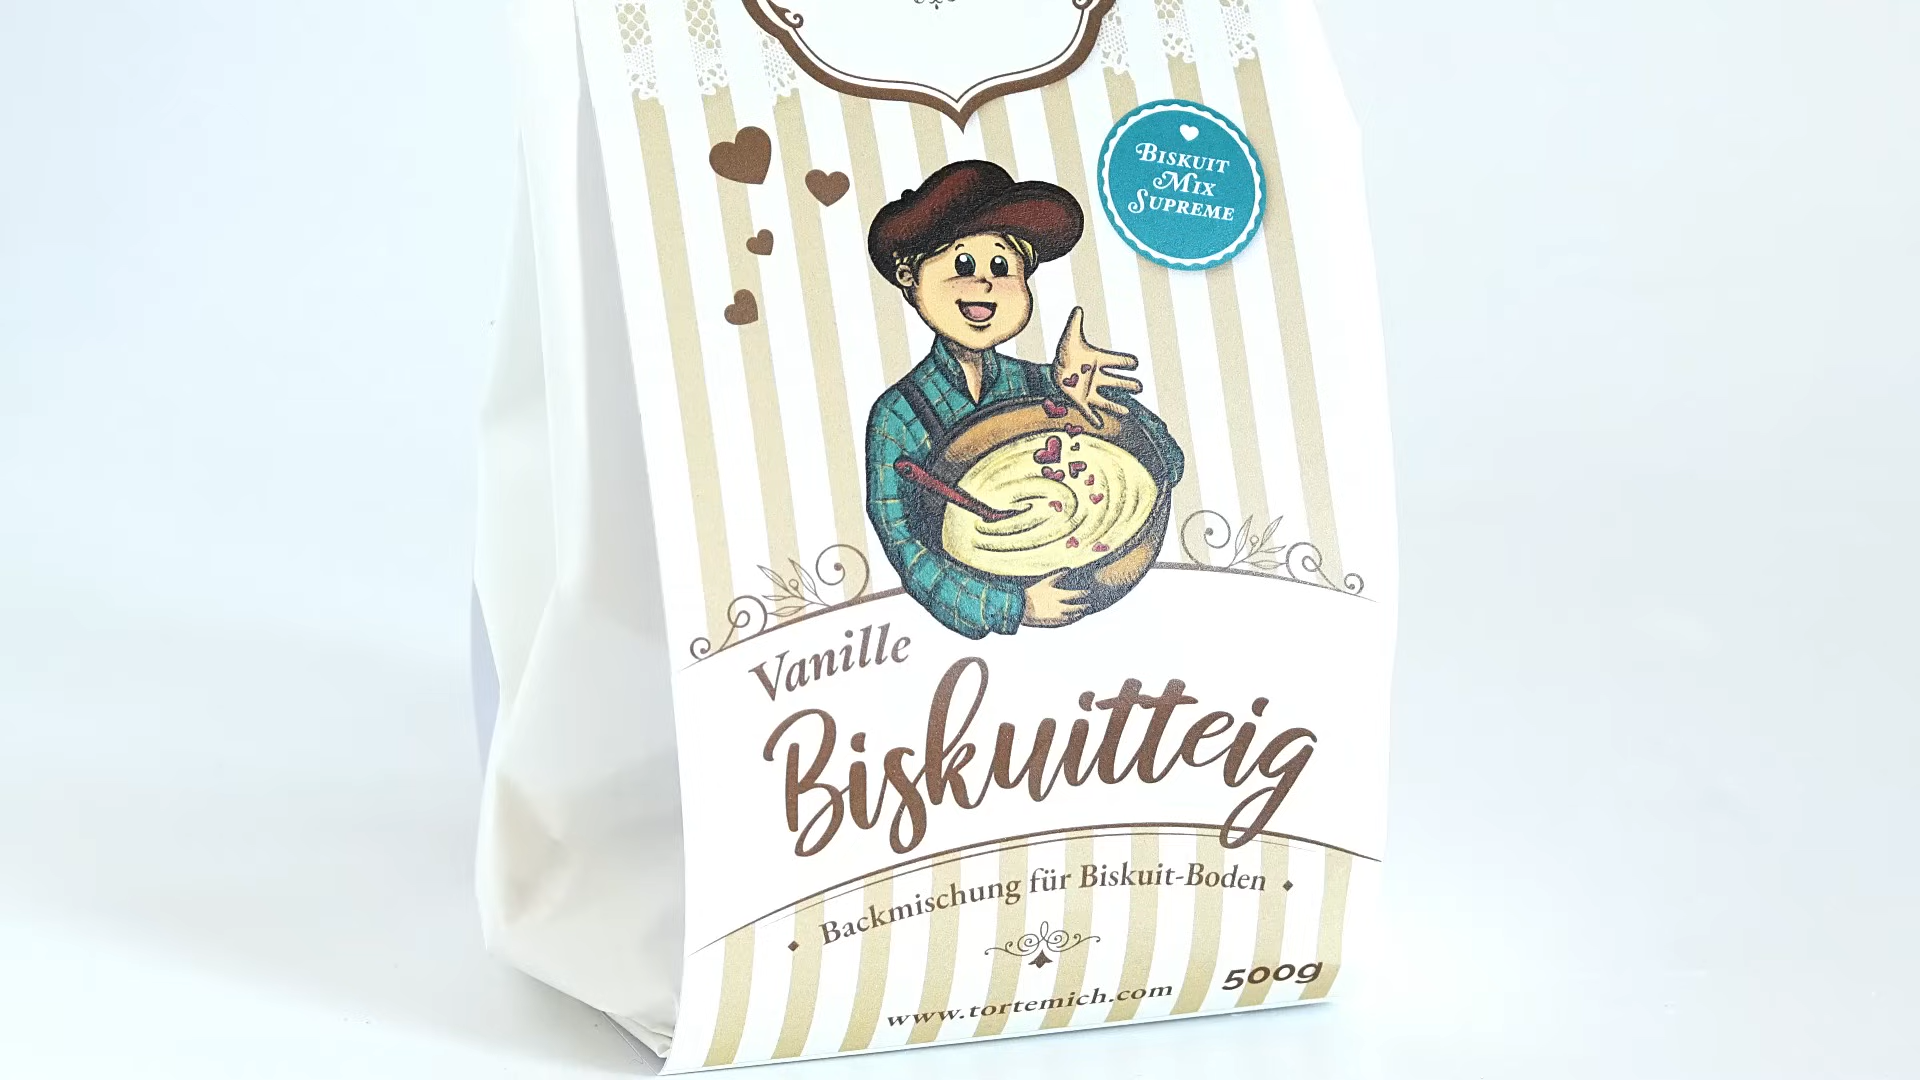 Biskuit
Mix
Supreme
Vanille
Biskuitteig
Backmischung für Biskuit-Boden
500g
www.tortemich.com